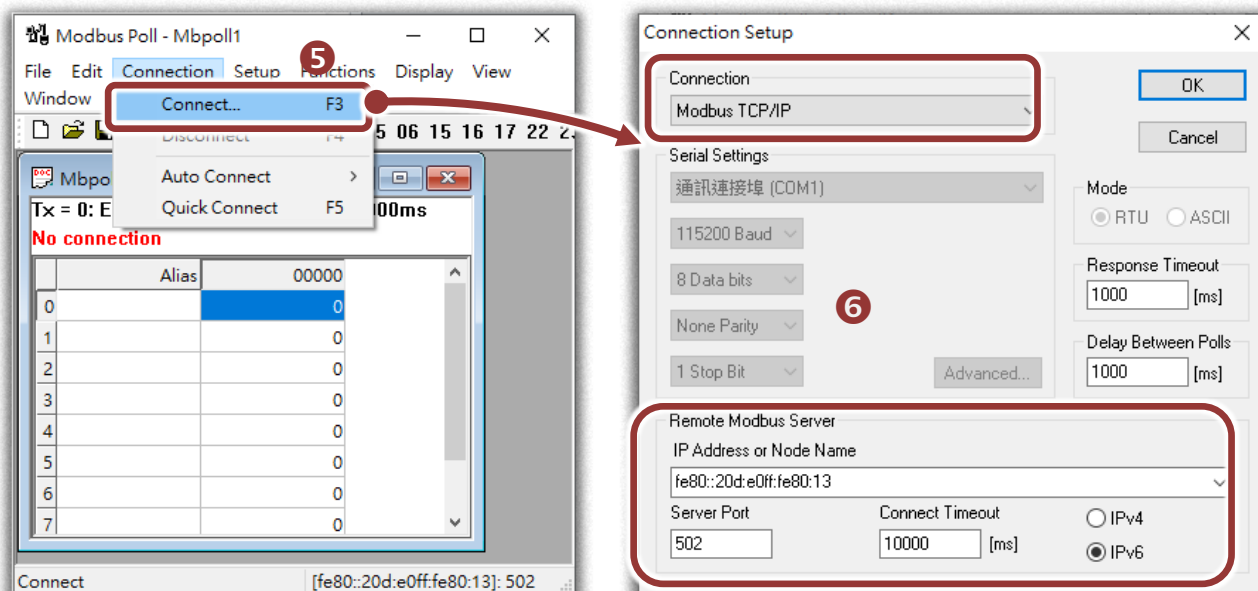 Modbus Poll - Mbpoll1
5
File Edit Connection Setup Functions Display View
Window
Connect... F3
Disconnect F4
5 06 15 16 17 22 23
Auto Connect >
Quick Connect F5
Mbpo
Tx = 0: E 00ms
No connection
Alias 00000
0 0
1 0
2 0
3 0
4 0
5 0
6 0
7 0
Connect [fe80::20d:e0ff:fe80:13]: 502
Connection Setup
Connection
Modbus TCP/IP
OK
Cancel
Serial Settings
通訊連接埠 (COM1)
115200 Baud
8 Data bits
None Parity
1 Stop Bit
Advanced...
6
Mode
RTU ASCII
Response Timeout
1000 [ms]
Delay Between Polls
1000 [ms]
Remote Modbus Server
IP Address or Node Name
fe80::20d:e0ff:fe80:13
Server Port Connect Timeout
502 10000 [ms]
IPv4
IPv6